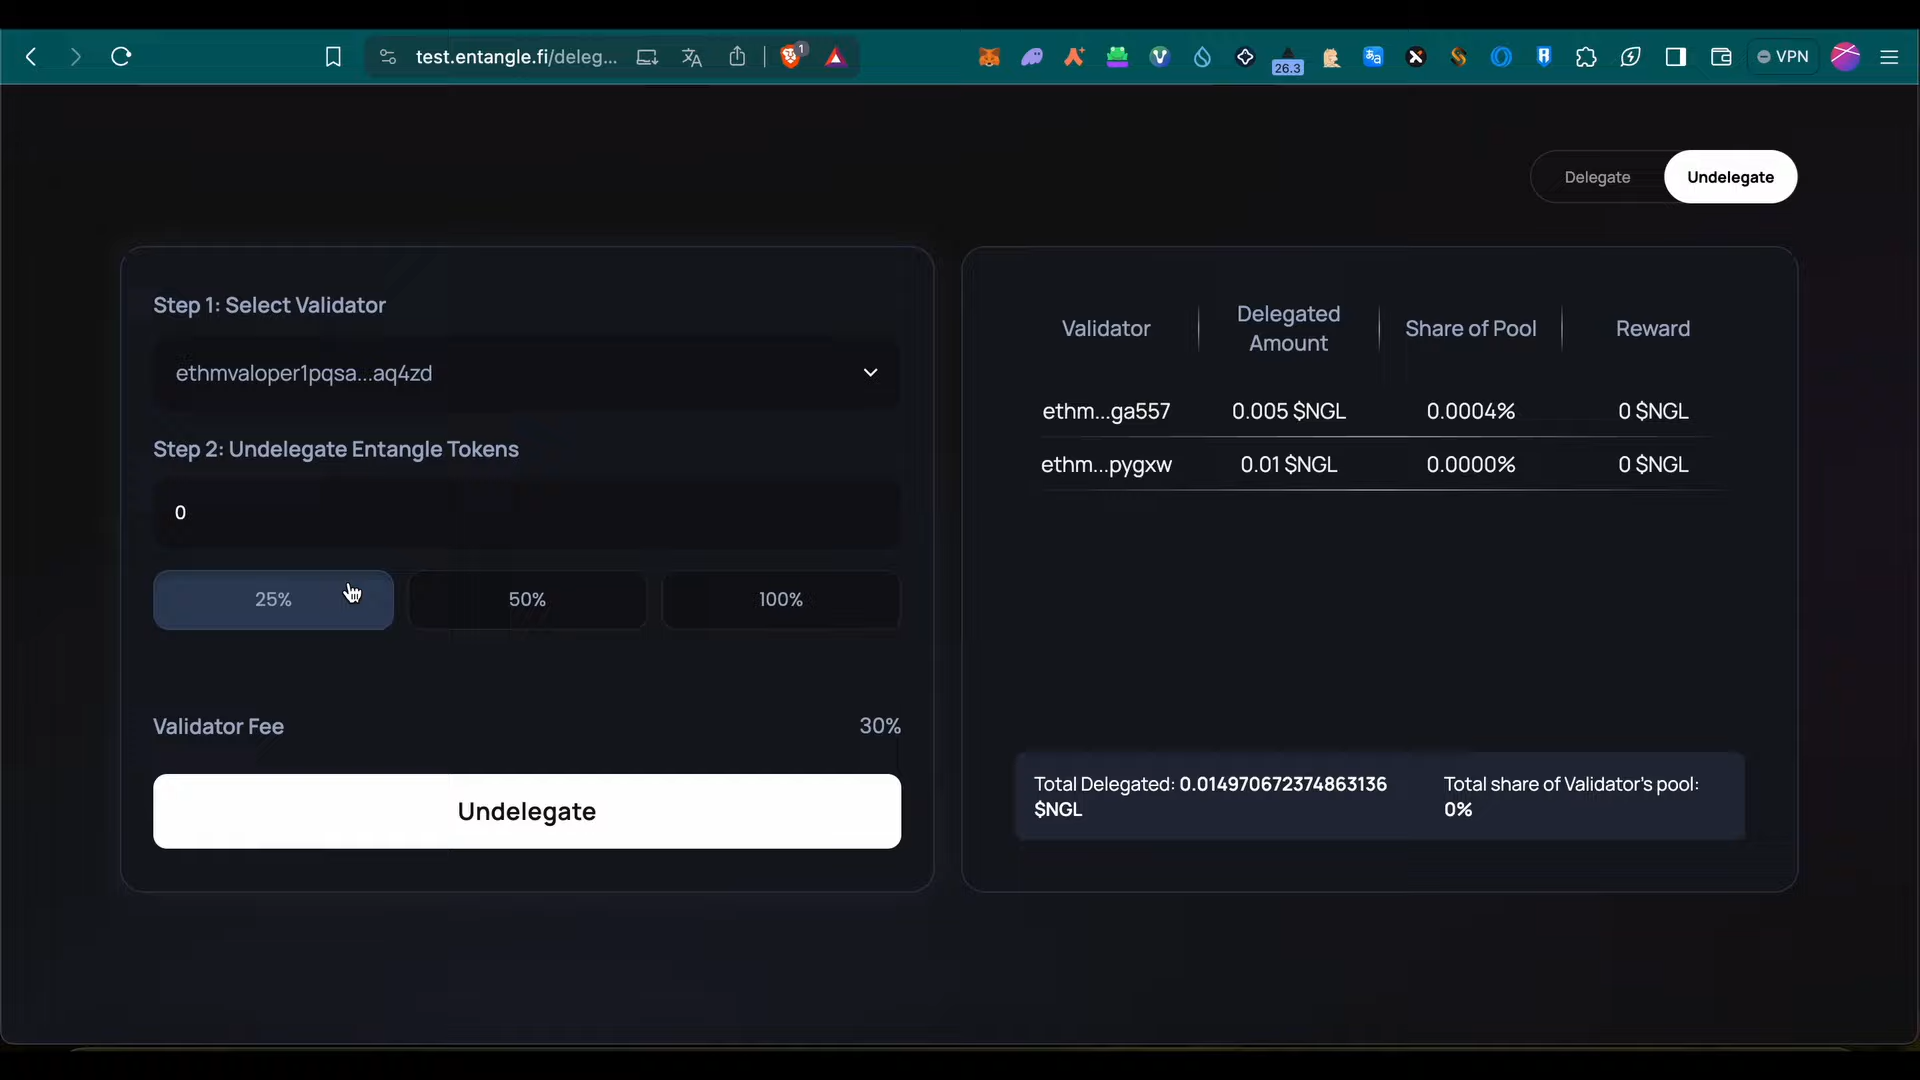 test.entangle.fi/deleg...
1
26.3
VPN
Delegate
Undelegate
Step 1: Select Validator
ethmvaloper1pqsa...aq4zd
Step 2: Undelegate Entangle Tokens
0
25%
50%
100%
Validator Fee
30%
Undelegate
Validator
Delegated
Amount
Share of Pool
Reward
ethm...ga557
0.005 $NGL
0.0004%
0 $NGL
ethm...pygxw
0.01 $NGL
0.0000%
0 $NGL
Total Delegated: 0.014970672374863136
$NGL
Total share of Validator's pool:
0%